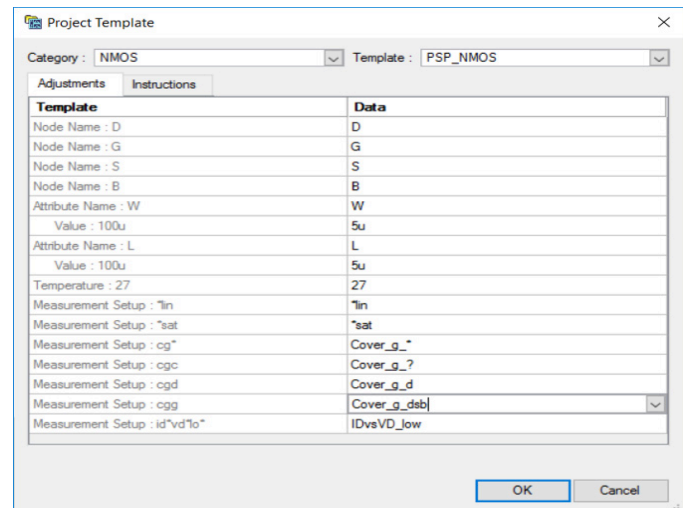 Project Template
Category : NMOS Template : PSP_NMOS
Adjustments Instructions
Template Data
Node Name : D D
Node Name : G G
Node Name : S S
Node Name : B B
Attribute Name : W W
Value : 100u 5u
Attribute Name : L L
Value : 100u 5u
Temperature : 27 27
Measurement Setup : *lin *lin
Measurement Setup : *sat *sat
Measurement Setup : cg* Cover_g_*
Measurement Setup : cgc Cover_g_?
Measurement Setup : cgd Cover_g_d
Measurement Setup : cgg Cover_g_dsb
Measurement Setup : id*vd*lo* IDvsVD_low
OK Cancel